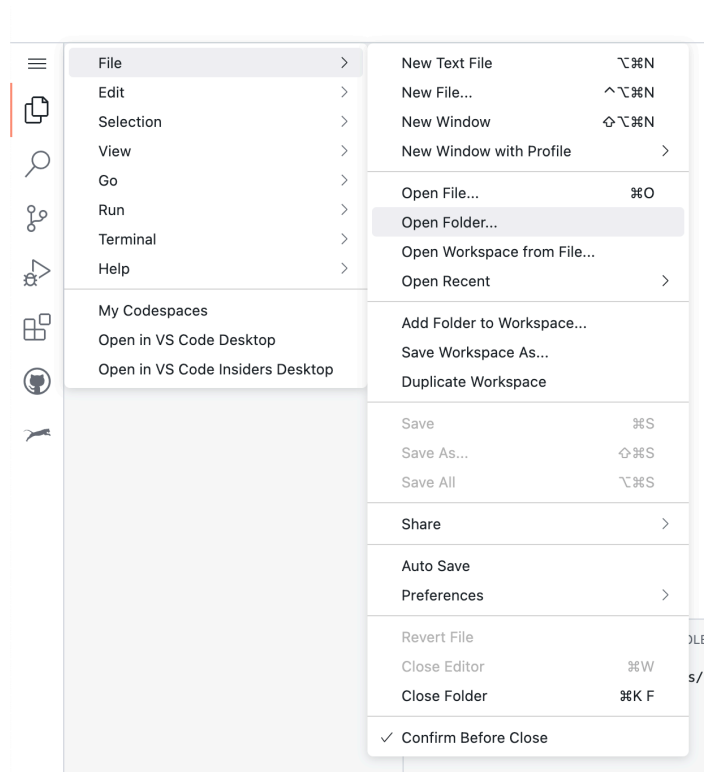 File
Edit
Selection
View
Go
Run
Terminal
Help
My Codespaces
Open in VS Code Desktop
Open in VS Code Insiders Desktop
New Text File ⌥⌘N
New File... ^⌥⌘N
New Window ⇧⌥⌘N
New Window with Profile
Open File... ⌘O
Open Folder...
Open Workspace from File...
Open Recent
Add Folder to Workspace...
Save Workspace As...
Duplicate Workspace
Save ⌘S
Save As... ⇧⌘S
Save All ⌥⌘S
Share
Auto Save
Preferences
Revert File
Close Editor ⌘W
Close Folder ⌘K F
✓ Confirm Before Close
s/